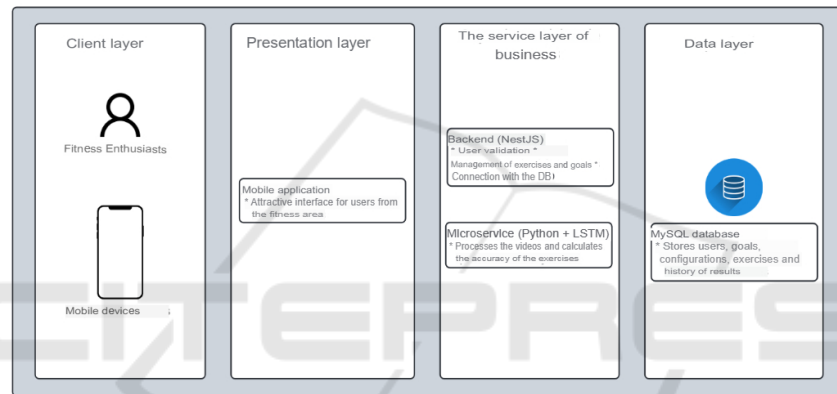 Client layer
Fitness Enthusiasts
Mobile devices
Presentation layer
Mobile application
* Attractive interface for users from
the fitness area
The service layer of
business
Backend (NestJS)
* User validation *
Management of exercises and goals *
Connection with the DB
Microservice (Python + LSTM)
* Processes the videos and calculates
the accuracy of the exercises
Data layer
MySQL database
* Stores users, goals,
configurations, exercises and
history of results